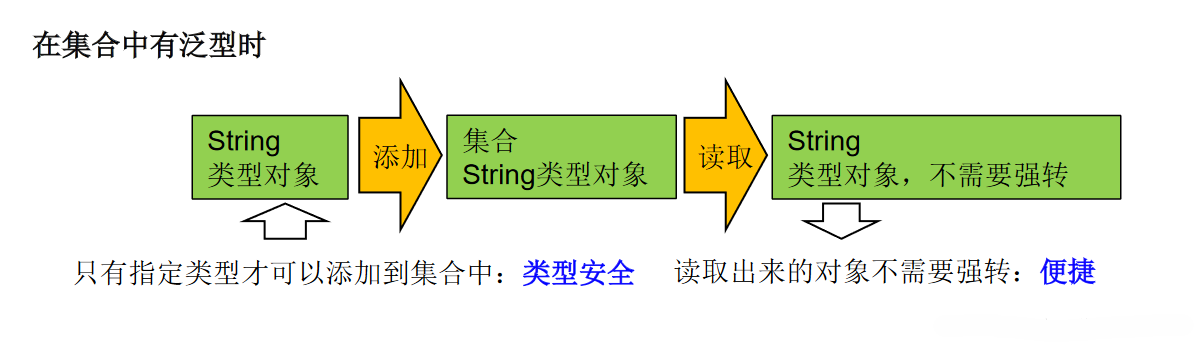 在集合中有泛型时
String
类型对象
添加
集合
String类型对象
读取
String
类型对象，不需要强转
只有指定类型才可以添加到集合中：类型安全
读取出来的对象不需要强转：便捷